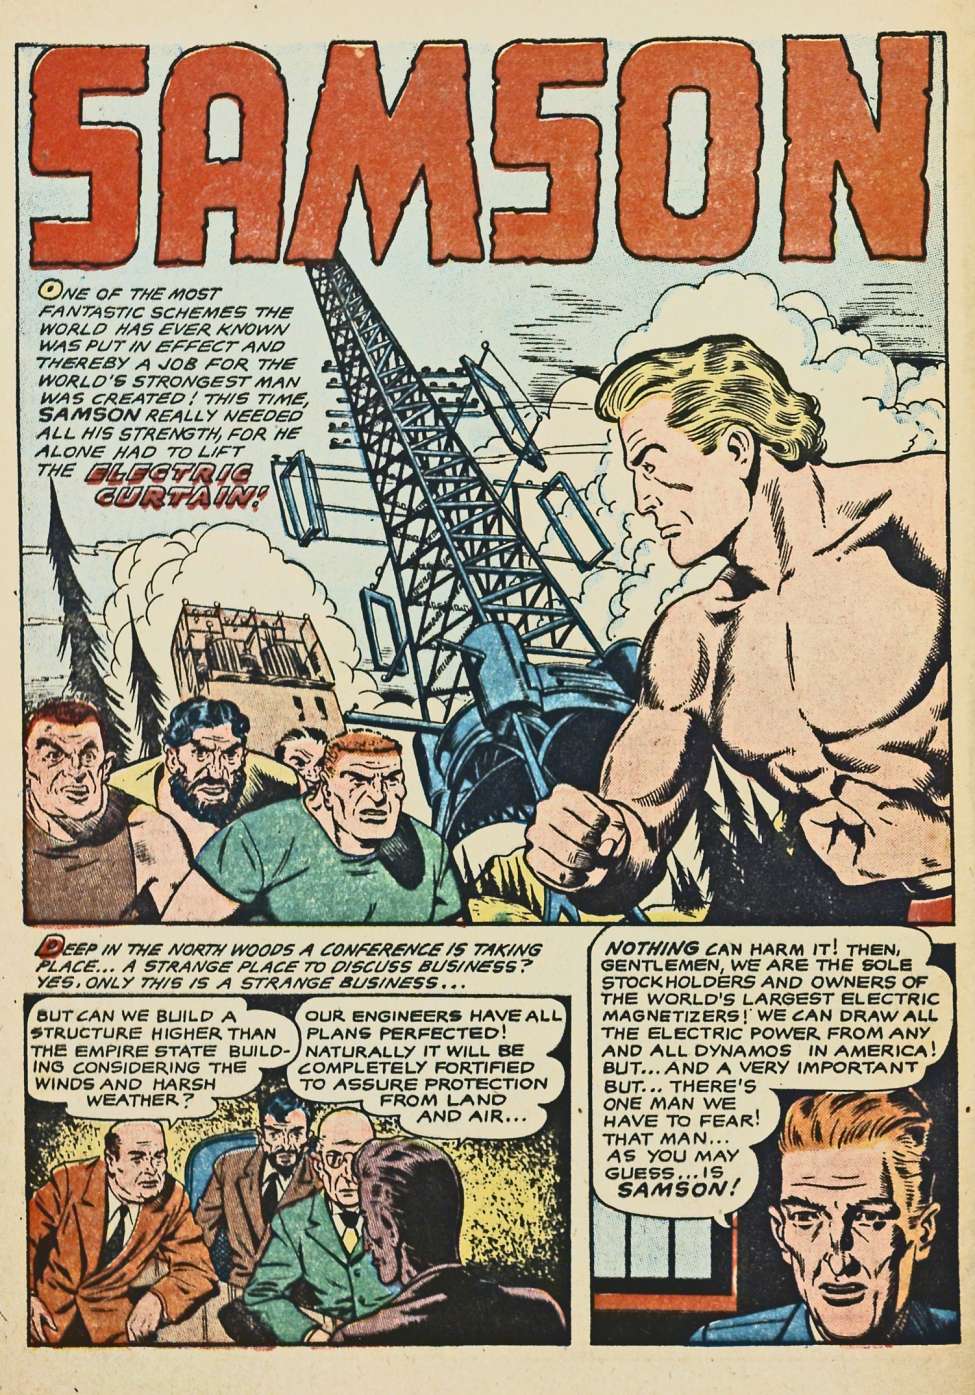 SAMSON
ONE OF THE MOST
FANTASTIC SCHEMES THE
WORLD HAS EVER KNOWN
WAS PUT IN EFFECT AND
THEREBY A JOB FOR THE
WORLD'S STRONGEST MAN
WAS CREATED! THIS TIME,
SAMSON REALLY NEEDED
ALL HIS STRENGTH, FOR HE
ALONE HAD TO LIFT
THE ELECTRIC
CURTAIN!
DEEP IN THE NORTH WOODS A CONFERENCE IS TAKING
PLACE... A STRANGE PLACE TO DISCUSS BUSINESS?
YES, ONLY THIS IS A STRANGE BUSINESS...
BUT CAN WE BUILD A
STRUCTURE HIGHER THAN
THE EMPIRE STATE BUILD-
ING CONSIDERING THE
WINDS AND HARSH
WEATHER?
OUR ENGINEERS HAVE ALL
PLANS PERFECTED!
NATURALLY IT WILL BE
COMPLETELY FORTIFIED
TO ASSURE PROTECTION
FROM LAND
AND AIR...
NOTHING CAN HARM IT! THEN,
GENTLEMEN, WE ARE THE SOLE
STOCKHOLDERS AND OWNERS OF
THE WORLD'S LARGEST ELECTRIC
MAGNETIZERS! WE CAN DRAW ALL
THE ELECTRIC POWER FROM ANY
AND ALL DYNAMOS IN AMERICA!
BUT... AND A VERY IMPORTANT
BUT... THERE'S
ONE MAN WE
HAVE TO FEAR!
THAT MAN...
AS YOU MAY
GUESS... IS
SAMSON!